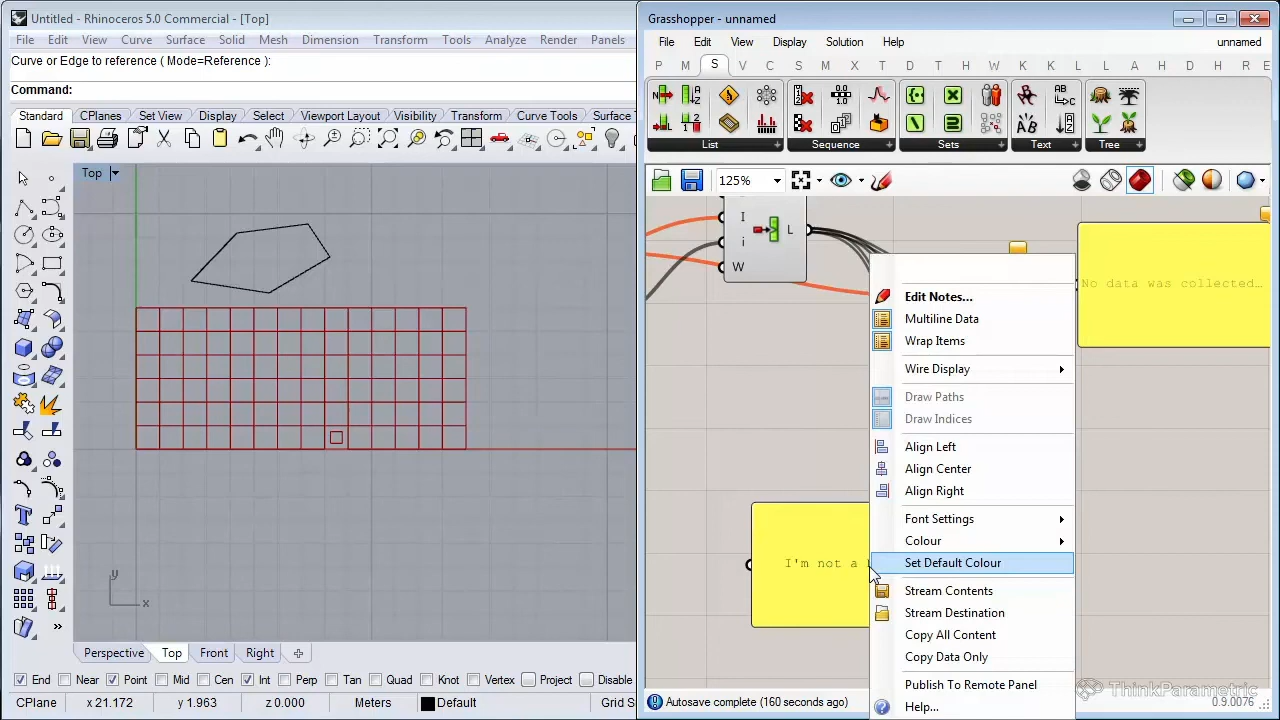 Untitled - Rhinoceros 5.0 Commercial - [Top]
File Edit View Curve Surface Solid Mesh Dimension Transform Tools Analyze Render Panels
Curve or Edge to reference ( Mode=Reference ):
Command:
Standard CPlanes Set View Display Select Viewport Layout Visibility Transform Curve Tools Surface
Top
y
x
Perspective Top Front Right
End Near Point Mid Cen Int Perp Tan Quad Knot Vertex Project Disable
CPlane x 21.172 y -1.963 z 0.000 Meters Default Grid S
Grasshopper - unnamed
File Edit View Display Solution Help unnamed
P M S V C S M X D T H W L A H L E H R E
List Sequence Sets Text Tree
125%
I
i L
W
No data was collected…
I'm not a
Edit Notes...
Multiline Data
Wrap Items
Wire Display
Draw Paths
Draw Indices
Align Left
Align Center
Align Right
Font Settings
Colour
Set Default Colour
Stream Contents
Stream Destination
Copy All Content
Copy Data Only
Publish To Remote Panel
Help...
ThinkParametric
Autosave complete (160 seconds ago)
0.9.0076